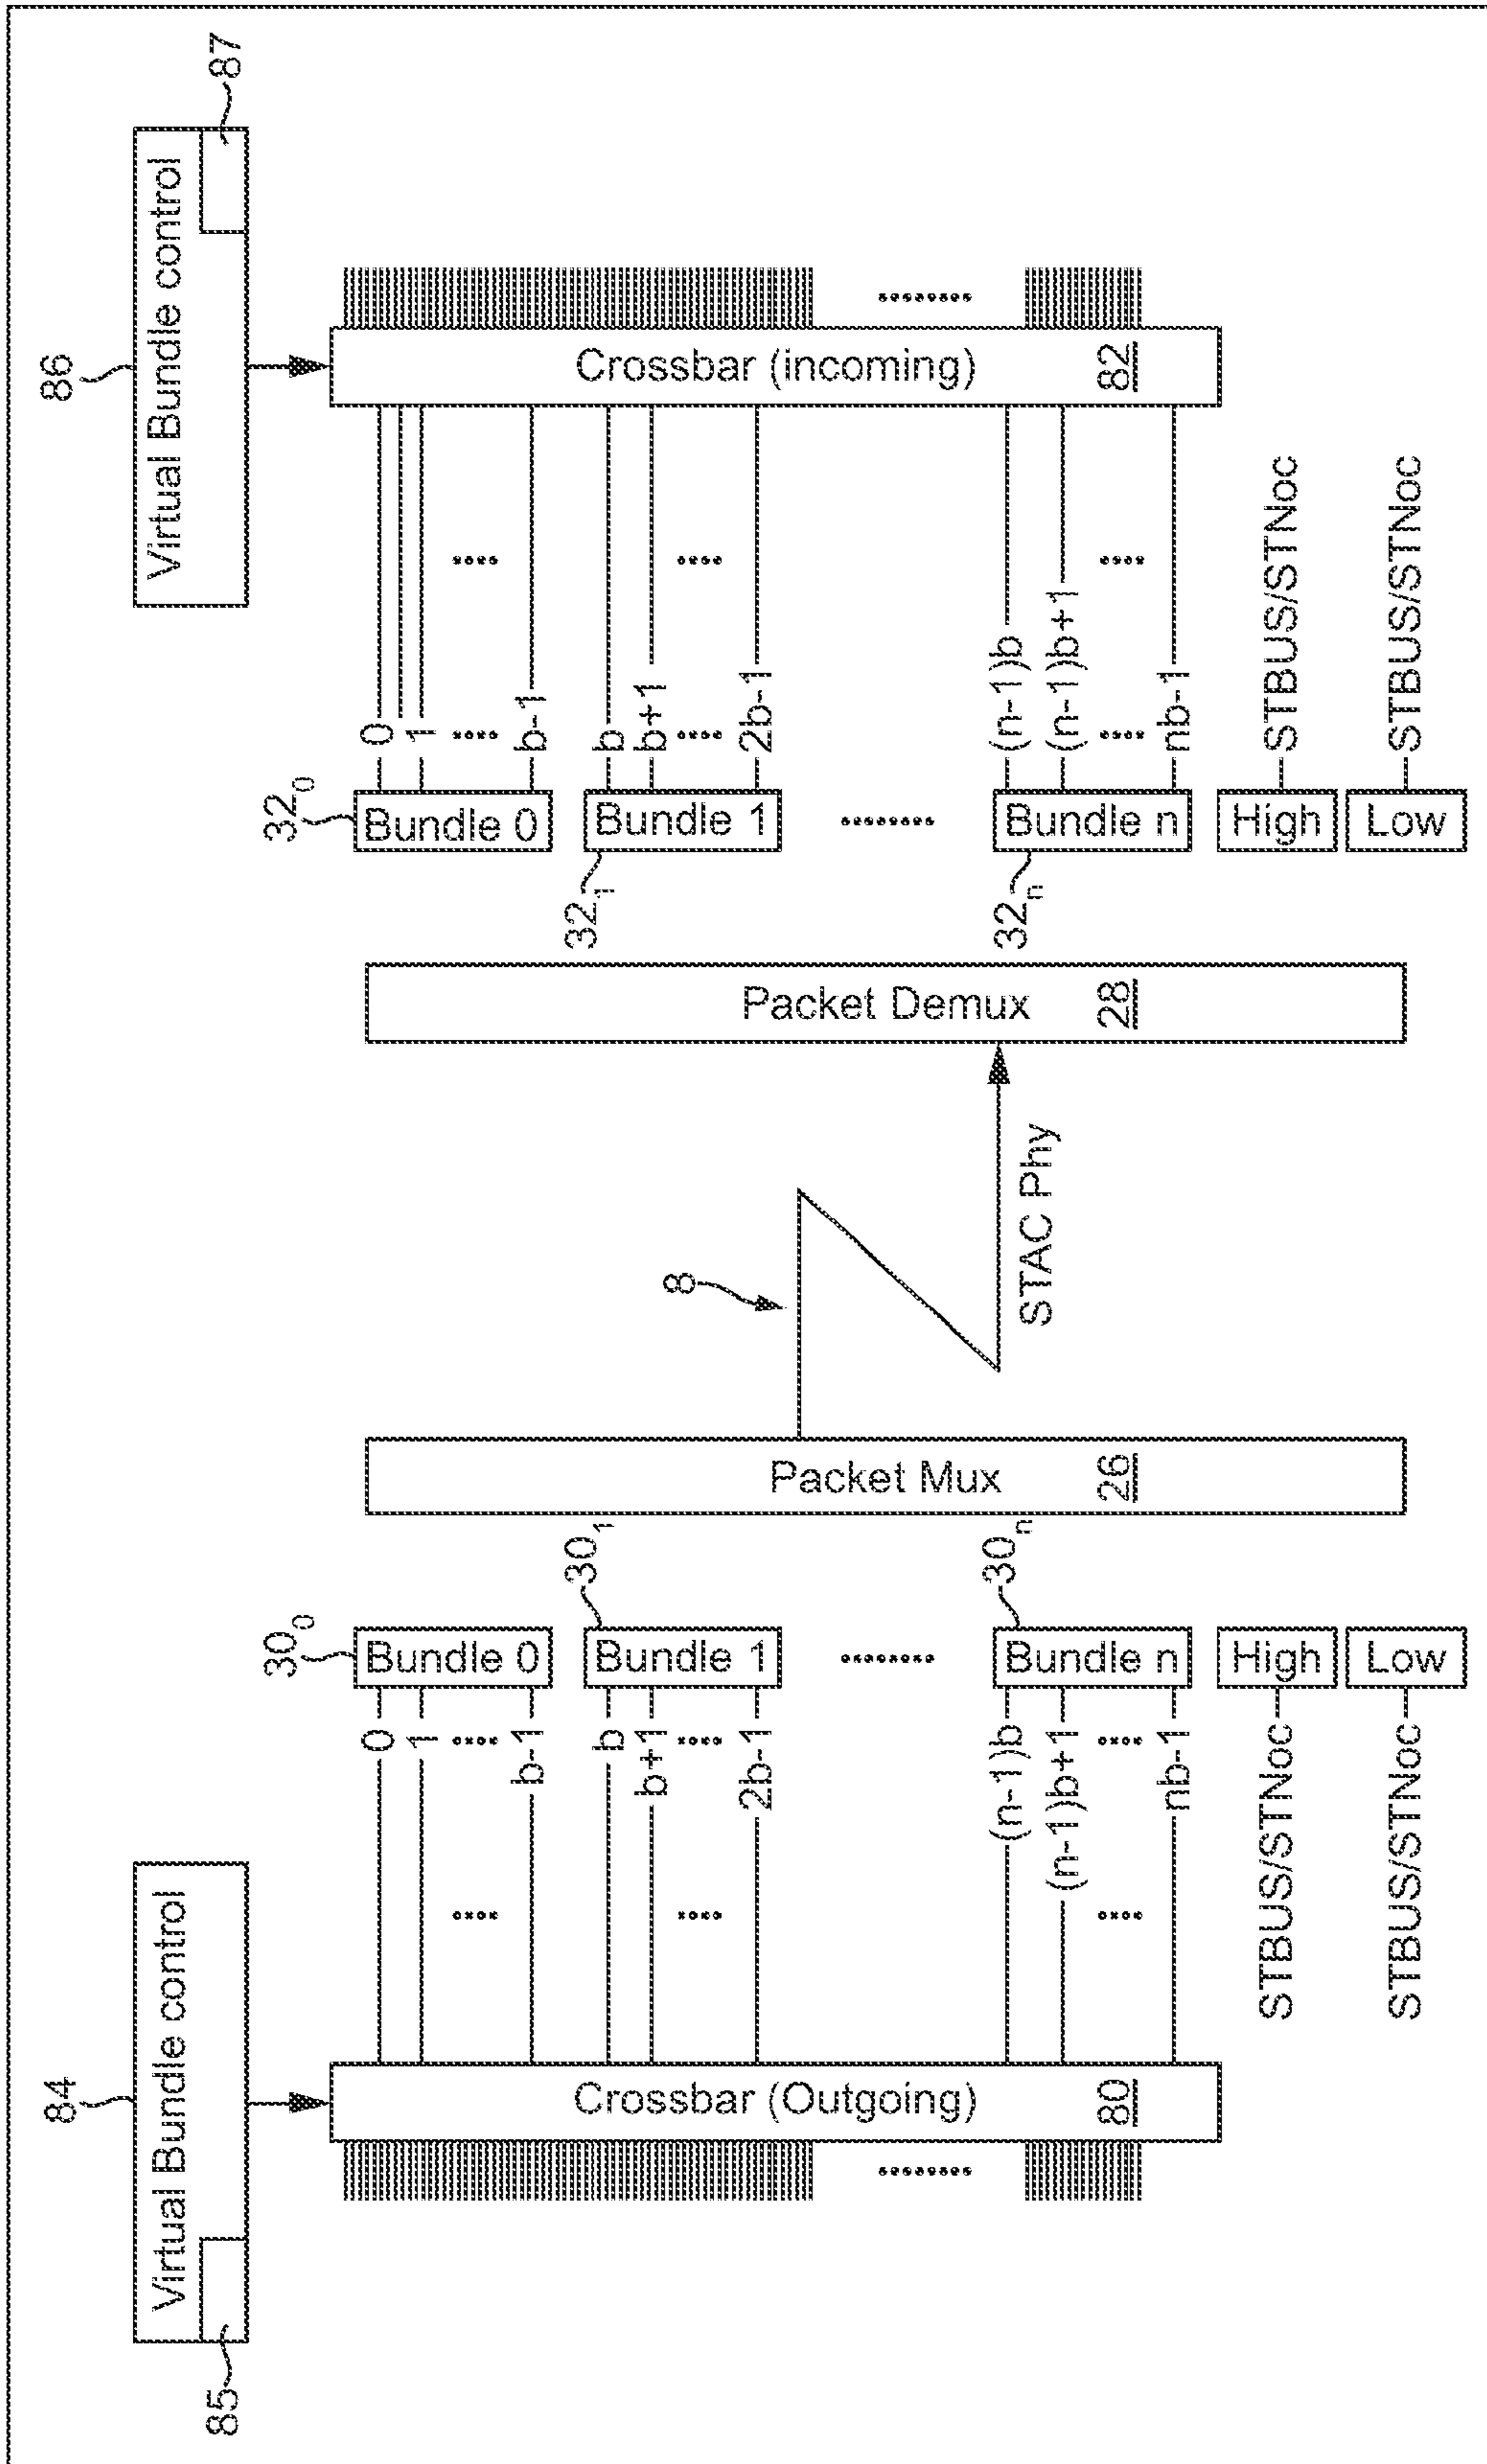 84
Virtual Bundle control
85
86
Virtual Bundle control
87
Crossbar (Outgoing) 80
0
1
b-1
b
b+1
2b-1
(n-1)b
(n-1)b+1
nb-1
STBUS/STNoc
STBUS/STNoc
30₀
Bundle 0
30₁
Bundle 1
30ₙ
Bundle n
High
Low
Packet Mux 26
8
STAC Phy
Packet Demux 28
32₀
Bundle 0
32₁
Bundle 1
32ₙ
Bundle n
High
Low
0
1
b-1
b
b+1
2b-1
(n-1)b
(n-1)b+1
nb-1
STBUS/STNoc
STBUS/STNoc
Crossbar (incoming) 82